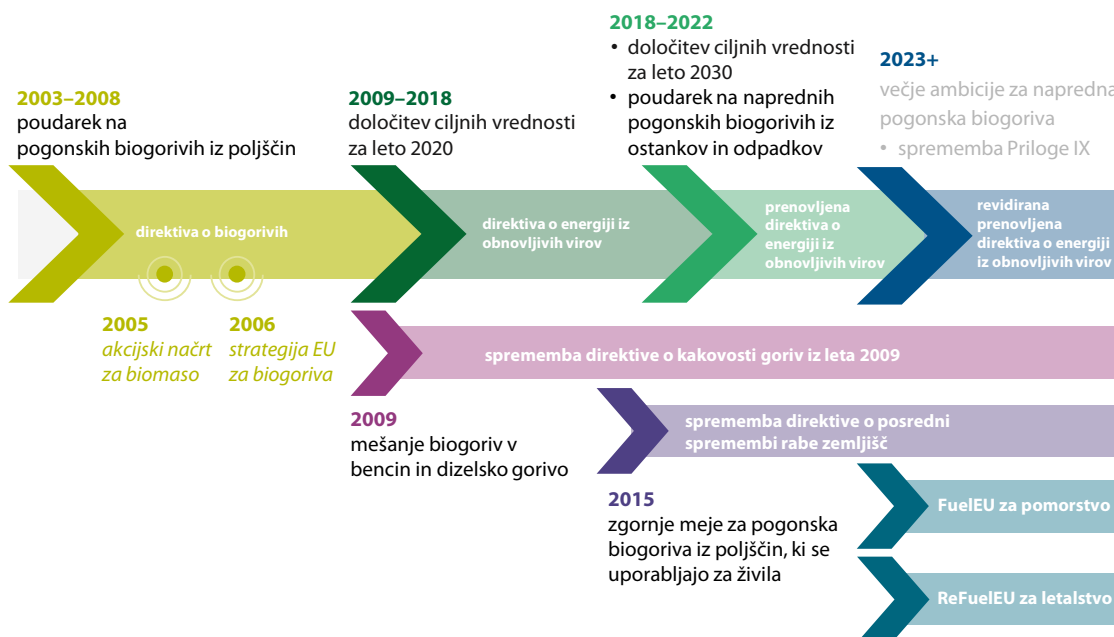 2003–2008
poudarek na
pogonskih biogorivih iz poljščin
2009–2018
določitev ciljnih vrednosti
za leto 2020
2018–2022
• določitev ciljnih vrednosti
za leto 2030
• poudarek na naprednih
pogonskih biogorivih iz
ostankov in odpadkov
2023+
večje ambicije za napredna
pogonska biogoriva
• sprememba Priloge IX
direktiva o biogorivih
direktiva o energiji iz
obnovljivih virov
prenovljena
direktiva o
energiji iz
obnovljivih virov
revidirana
prenovljena
direktiva o energiji
iz obnovljivih virov
2005
akcijski načrt
za biomaso
2006
strategija EU
za biogoriva
sprememba direktive o kakovosti goriv iz leta 2009
2009
mešanje biogoriv v
bencin in dizelsko gorivo
sprememba direktive o posredni
spremembi rabe zemljišč
2015
zgornje meje za pogonska
biogoriva iz poljščin, ki se
uporabljajo za živila
FuelEU za pomorstvo
ReFuelEU za letalstvo